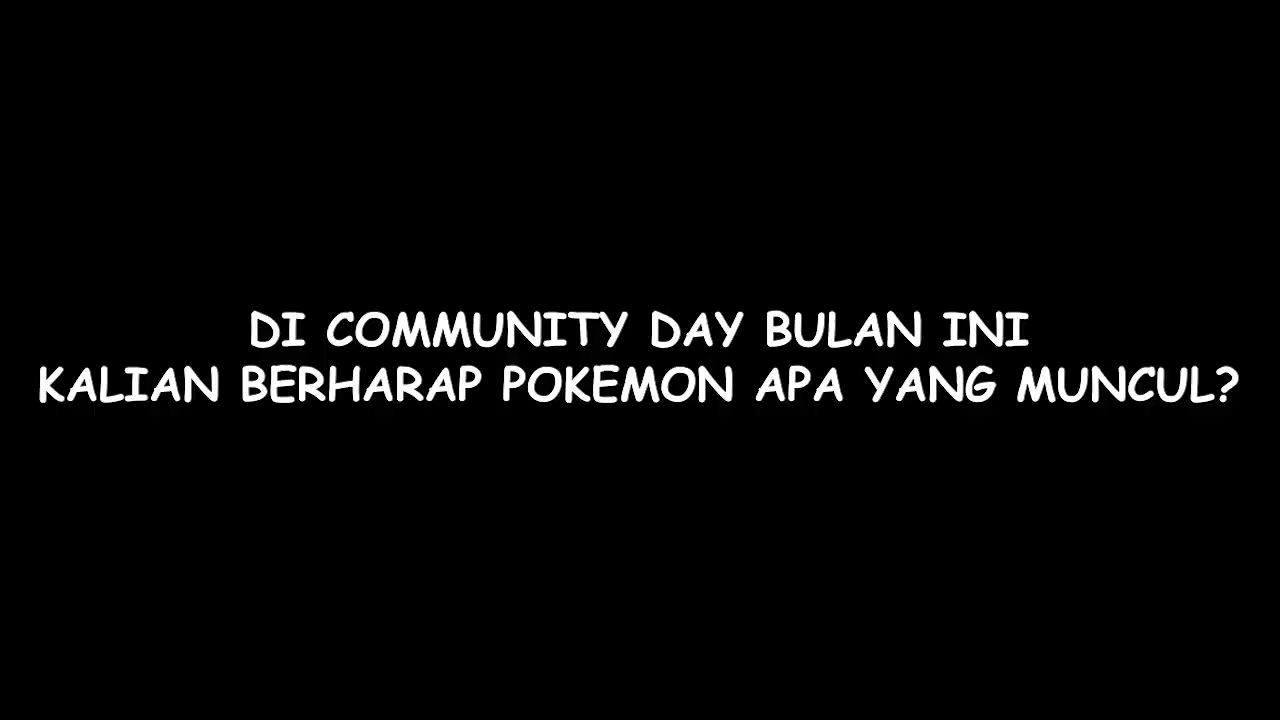 DI COMMUNITY DAY BULAN INI
KALIAN BERHARAP POKEMON APA YANG MUNCUL?